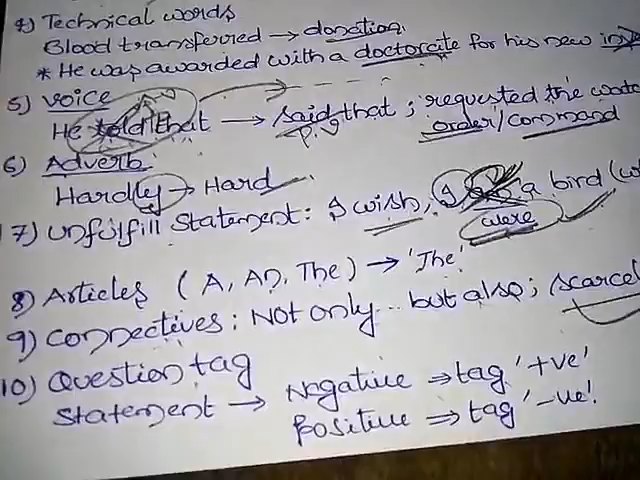 4) Technical words
Blood transferred → donation.
* He was awarded with a doctorate for his new
5) Voice
He told that → said that ; requested the
P.g order/command
6) Adverb:
Hardley → Hard
7) Unfulfill statement: I wish, I a bird
were
8) Articles (A, An, The) → 'The'
9) Connectives: Not only.. but also;
10) Question tag
Statement → Negative ⇒ tag '+ve'
Positive ⇒ tag '-ve'.